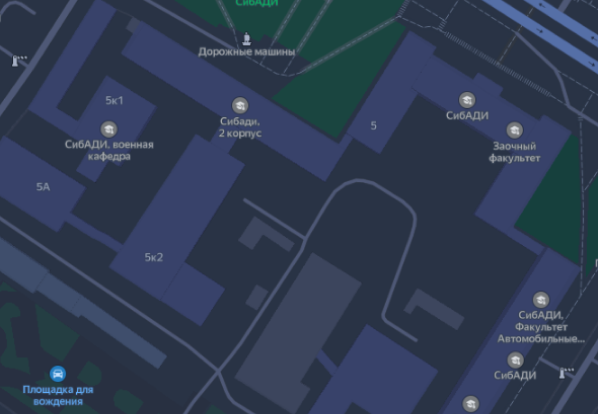 СибАДИ
Дорожные машины
5к1
Сибади,
2 корпус
СибАДИ, военная
кафедра
5
СибАДИ
Заочный
факультет
5А
5к2
СибАДИ,
Факультет
Автомобильные...
СибАДИ
Площадка для
вождения